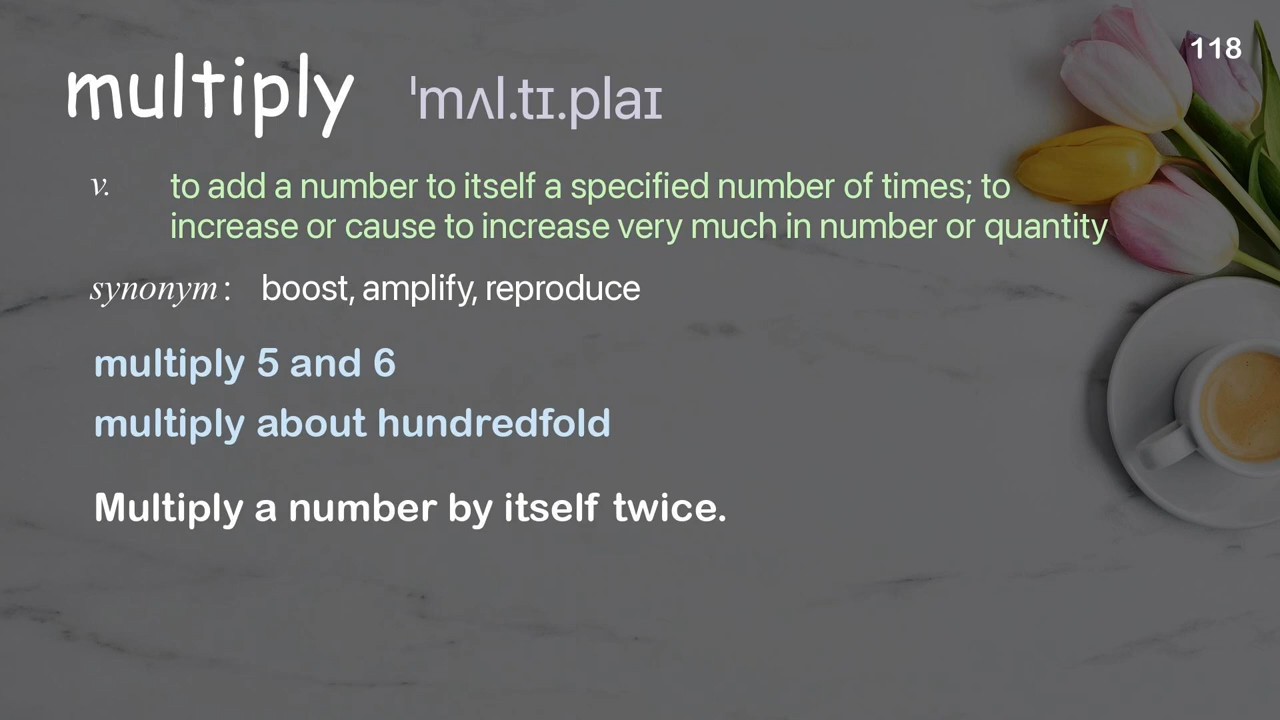 118
multiply ˈmʌl.tɪ.plaɪ
v. to add a number to itself a specified number of times; to
increase or cause to increase very much in number or quantity
synonym : boost, amplify, reproduce
multiply 5 and 6
multiply about hundredfold
Multiply a number by itself twice.